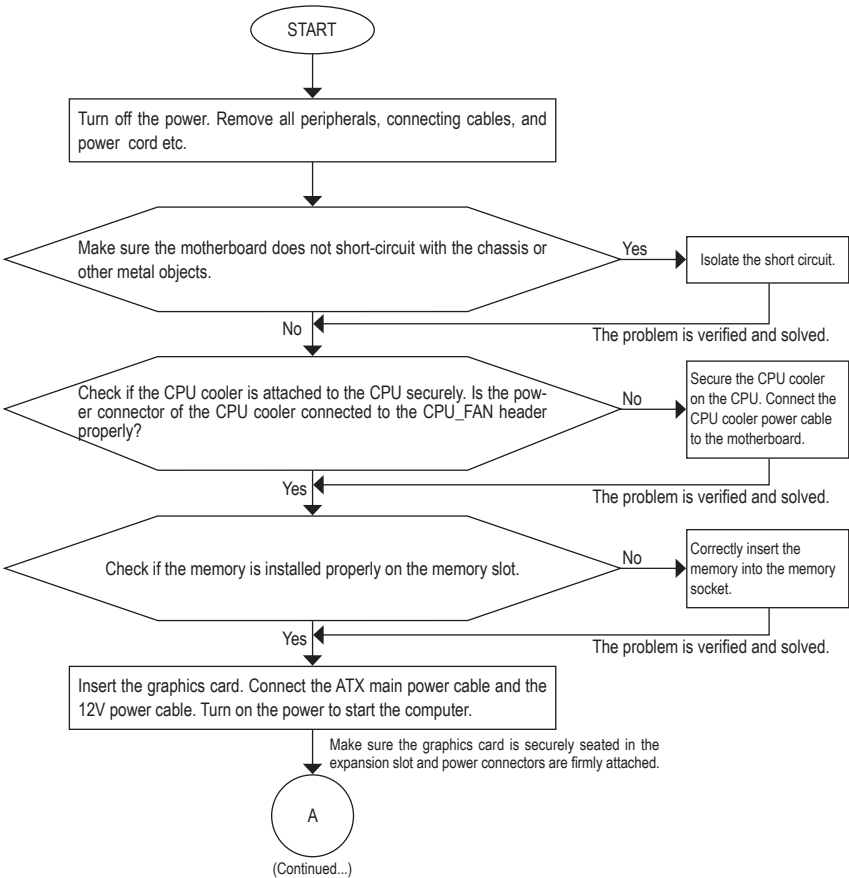 START
Turn off the power. Remove all peripherals, connecting cables, and
power cord etc.
Make sure the motherboard does not short-circuit with the chassis or
other metal objects.
Yes
Isolate the short circuit.
No
The problem is verified and solved.
Check if the CPU cooler is attached to the CPU securely. Is the pow-
er connector of the CPU cooler connected to the CPU_FAN header
properly?
No
Secure the CPU cooler
on the CPU. Connect the
CPU cooler power cable
to the motherboard.
Yes
The problem is verified and solved.
Check if the memory is installed properly on the memory slot.
No
Correctly insert the
memory into the memory
socket.
Yes
The problem is verified and solved.
Insert the graphics card. Connect the ATX main power cable and the
12V power cable. Turn on the power to start the computer.
Make sure the graphics card is securely seated in the
expansion slot and power connectors are firmly attached.
A
(Continued...)